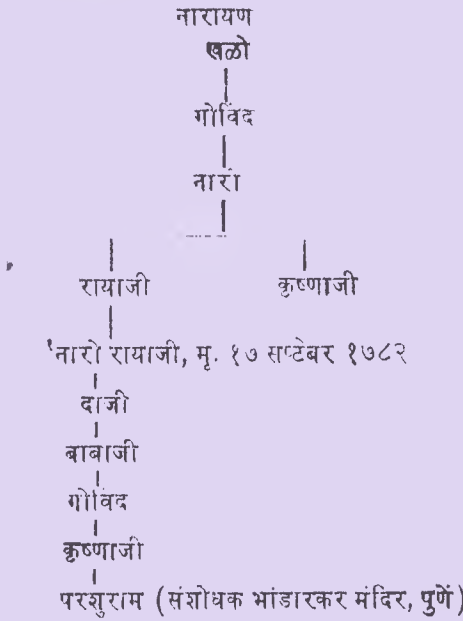 नारायण
खळो
गोविंद
नारो
रायाजी कृष्णाजी
'नारो रायाजी, मृ. १७ सप्टेबर १७८२
दाजी
बाबाजी
गोविंद
कृष्णाजी
परशुराम (संशोधक भांडारकर मंदिर, पुणें)